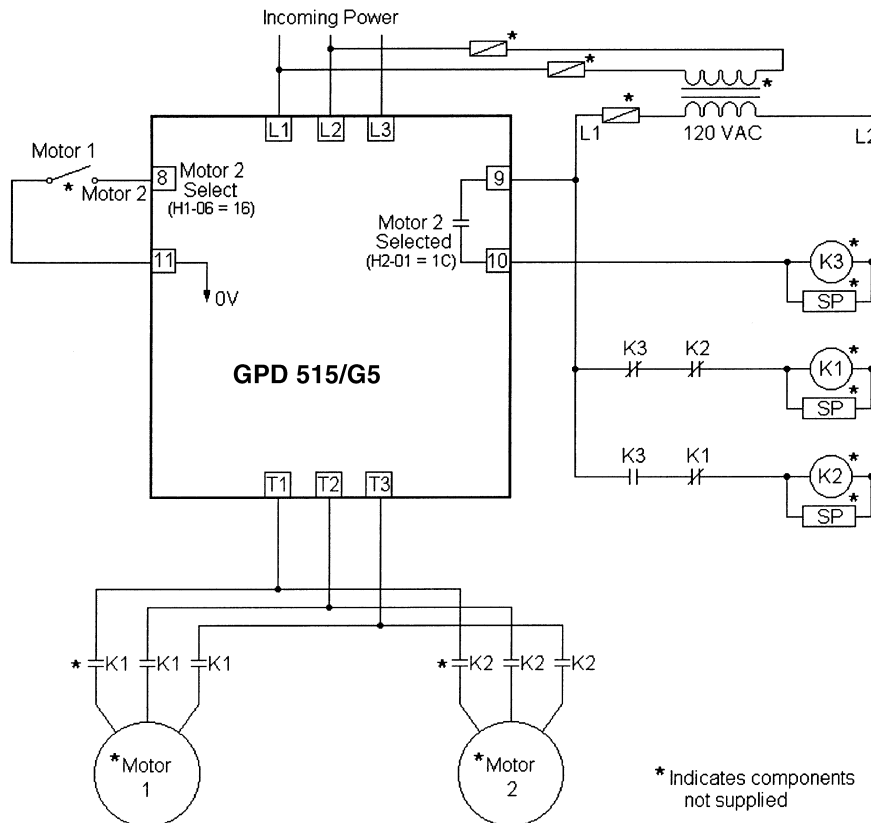 Incoming Power
*
*
*
*
L1
120 VAC
L2
L1 L2 L3
Motor 1
* Motor 2
8
Motor 2
Select
(H1-06 = 16)
9
Motor 2
Selected
(H2-01 = 1C)
11
0V
10
K3 *
SP *
GPD 515/G5
K3 K2
K1 *
SP *
K3 K1
K2 *
SP *
T1 T2 T3
* K1 K1 K1
* K2 K2 K2
* Motor
1
* Motor
2
* Indicates components
not supplied